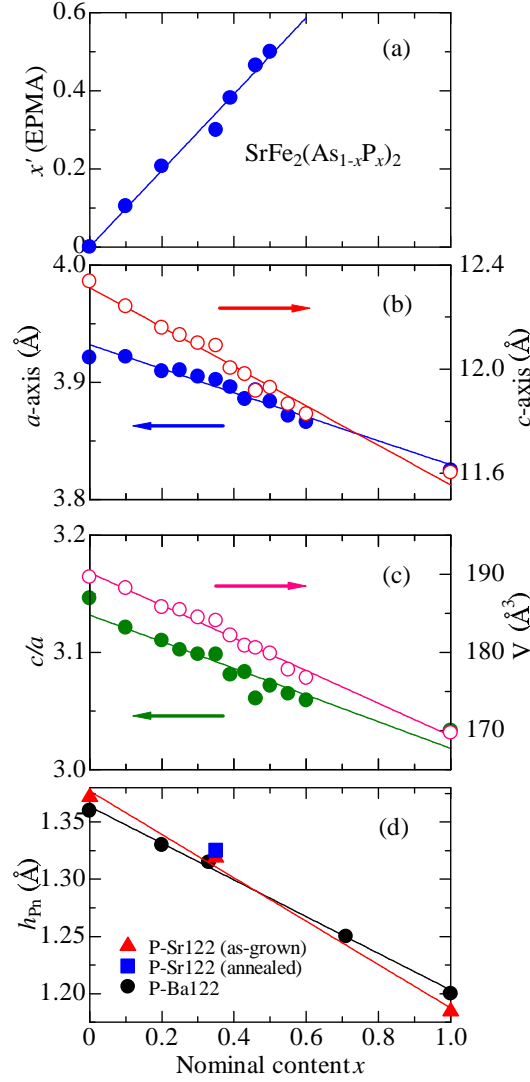 0.6
0.4
0.2
0
x' (EPMA)
(a)
SrFe2(As1-xPx)2
4.0
3.9
3.8
a-axis (Å)
(b)
12.4
12.0
11.6
c-axis (Å)
3.2
3.1
3.0
c/a
(c)
190
180
170
V (Å3)
1.35
1.30
1.25
1.20
hPn (Å)
(d)
P-Sr122 (as-grown)
P-Sr122 (annealed)
P-Ba122
0 0.2 0.4 0.6 0.8 1.0
Nominal content x